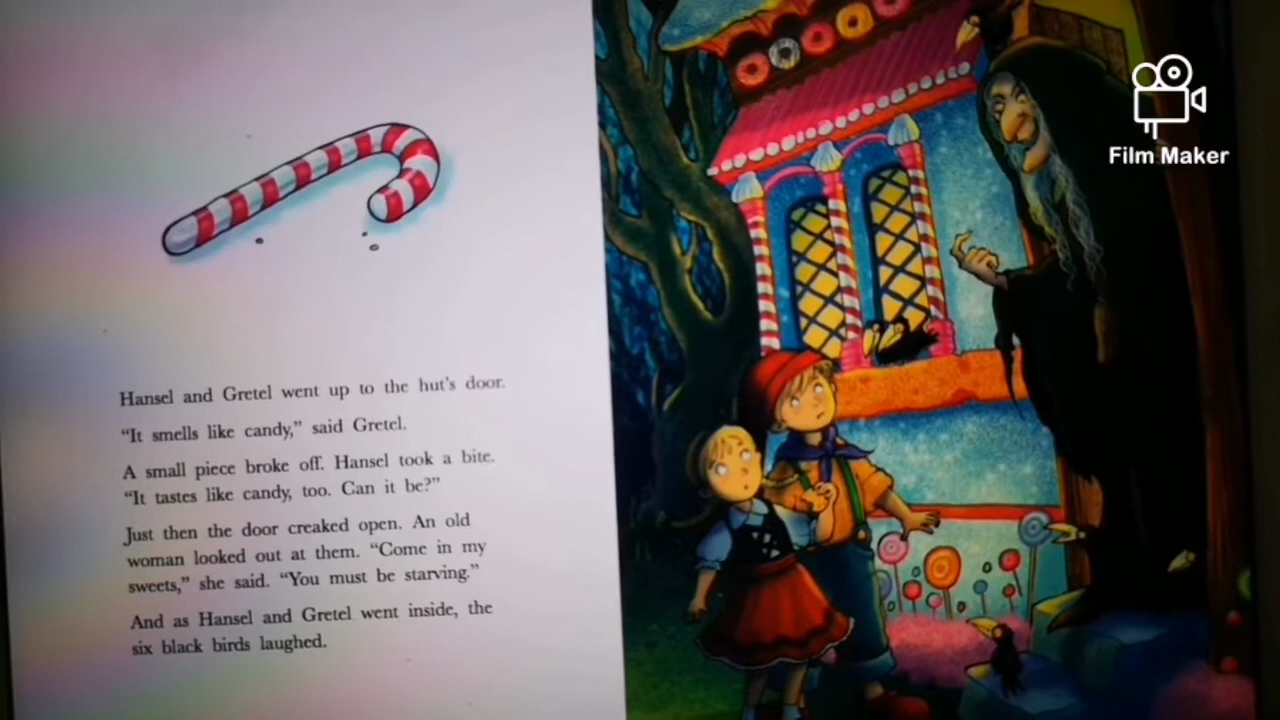 Hansel and Gretel went up to the hut's door.
“It smells like candy,” said Gretel.
A small piece broke off. Hansel took a bite.
“It tastes like candy, too. Can it be?”
Just then the door creaked open. An old
woman looked out at them. “Come in my
sweets,” she said. “You must be starving.”
And as Hansel and Gretel went inside, the
six black birds laughed.
Film Maker